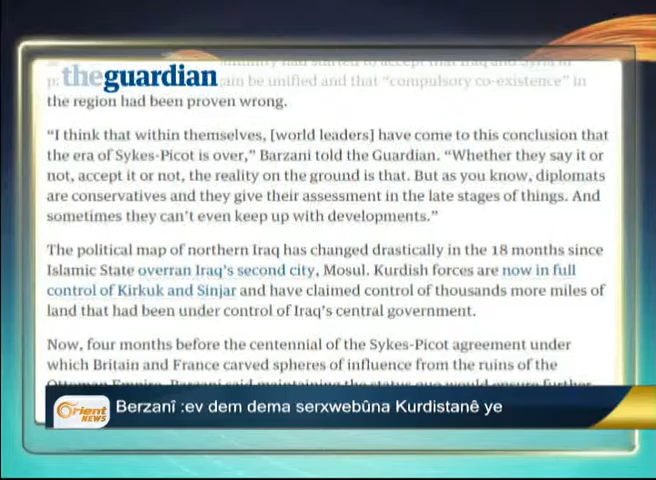 theguardian
be unified and that “compulsory co-existence” in
the region had been proven wrong.
“I think that within themselves, [world leaders] have come to this conclusion that
the era of Sykes-Picot is over,” Barzani told the Guardian. “Whether they say it or
not, accept it or not, the reality on the ground is that. But as you know, diplomats
are conservatives and they give their assessment in the late stages of things. And
sometimes they can’t even keep up with developments.”
The political map of northern Iraq has changed drastically in the 18 months since
Islamic State overran Iraq’s second city, Mosul. Kurdish forces are now in full
control of Kirkuk and Sinjar and have claimed control of thousands more miles of
land that had been under control of Iraq’s central government.
Now, four months before the centennial of the Sykes-Picot agreement under
which Britain and France carved spheres of influence from the ruins of the
Orient
NEWS
Berzanî :ev dem dema serxwebûna Kurdistanê ye